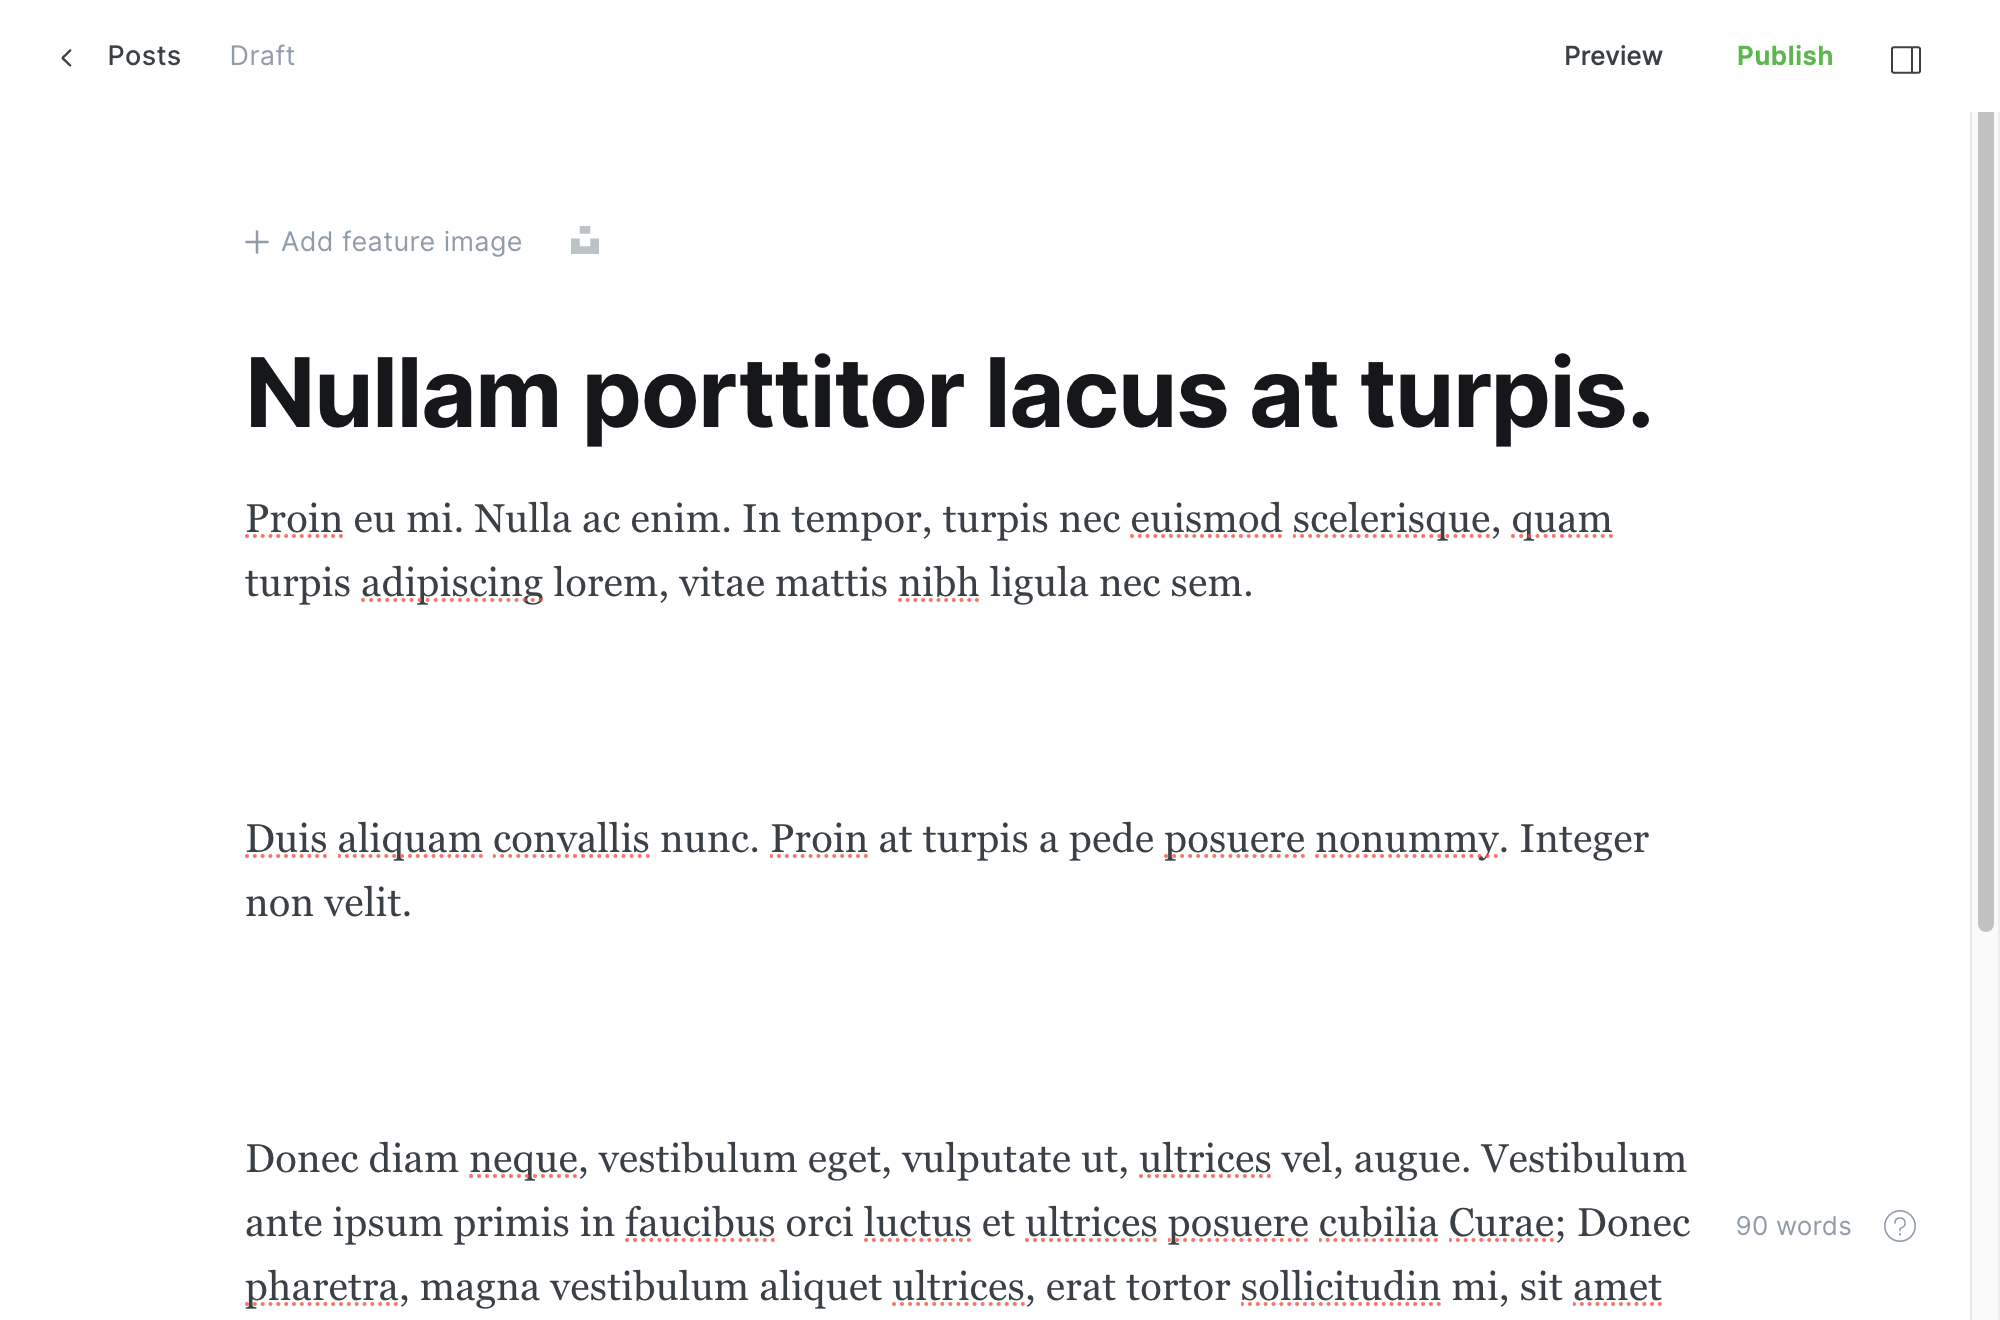 Posts Draft Preview Publish
Add feature image
Nullam porttitor lacus at turpis.
Proin eu mi. Nulla ac enim. In tempor, turpis nec euismod scelerisque, quam
turpis adipiscing lorem, vitae mattis nibh ligula nec sem.
Duis aliquam convallis nunc. Proin at turpis a pede posuere nonummy. Integer
non velit.
Donec diam neque, vestibulum eget, vulputate ut, ultrices vel, augue. Vestibulum
ante ipsum primis in faucibus orci luctus et ultrices posuere cubilia Curae; Donec
90 words ?
pharetra, magna vestibulum aliquet ultrices, erat tortor sollicitudin mi, sit amet